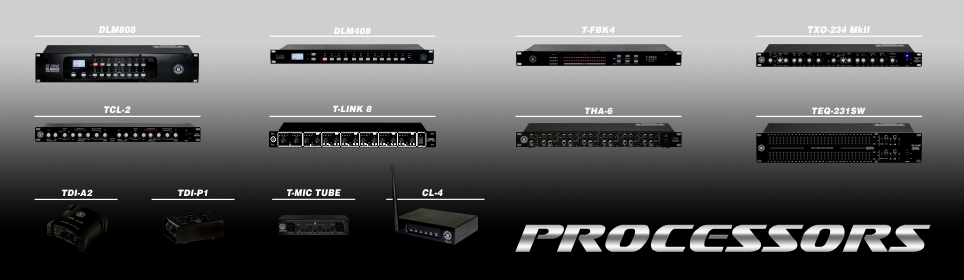 DLM808
DLM408
T-FBK4
TXO-234 MkII
TCL-2
T-LINK 8
THA-6
TEQ-231SW
TDI-A2
TDI-P1
T-MIC TUBE
CL-4
PROCESSORS